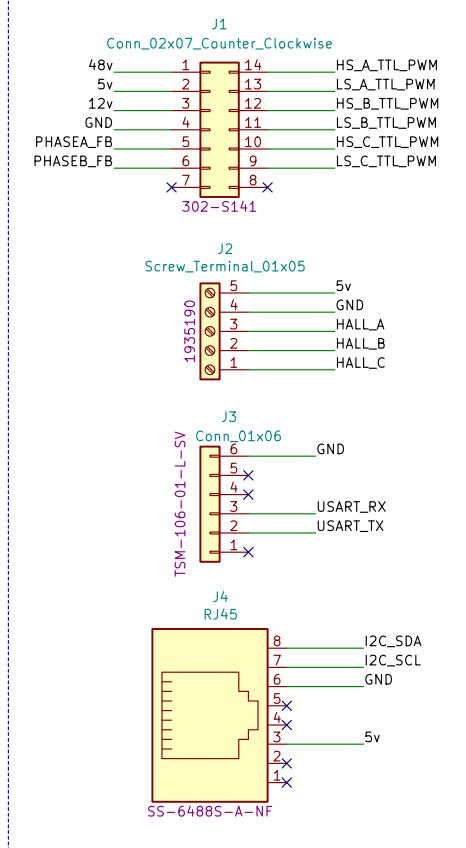 J1
Conn_02x07_Counter_Clockwise
48v 1 14 HS_A_TTL_PWM
5v 2 13 LS_A_TTL_PWM
12v 3 12 HS_B_TTL_PWM
GND 4 11 LS_B_TTL_PWM
PHASEA_FB 5 10 HS_C_TTL_PWM
PHASEB_FB 6 9 LS_C_TTL_PWM
7 8
302-S141
J2
Screw_Terminal_01x05
1935190
5 5v
4 GND
3 HALL_A
2 HALL_B
1 HALL_C
J3
Conn_01x06
TSM-106-01-L-SV
6 GND
5
4
3 USART_RX
2 USART_TX
1
J4
RJ45
8 I2C_SDA
7 I2C_SCL
6 GND
5
4
3 5v
2
1
SS-6488S-A-NF